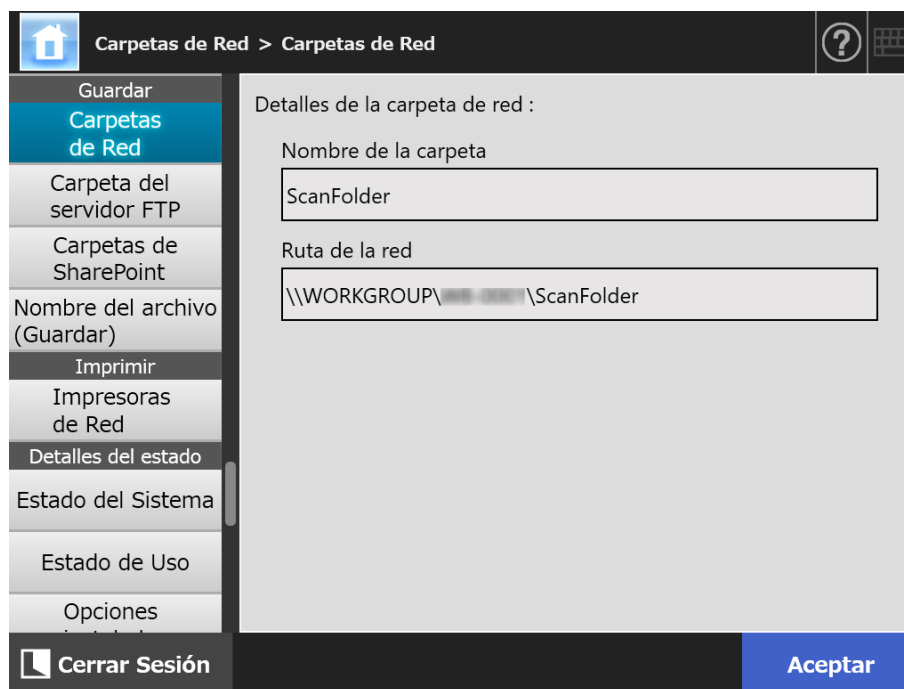 Carpetas de Red > Carpetas de Red
?
Guardar
Carpetas
de Red
Carpeta del
servidor FTP
Carpetas de
SharePoint
Nombre del archivo
(Guardar)
Imprimir
Impresoras
de Red
Detalles del estado
Estado del Sistema
Estado de Uso
Opciones
Cerrar Sesión
Detalles de la carpeta de red :
Nombre de la carpeta
ScanFolder
Ruta de la red
\\WORKGROUP\ \ScanFolder
Aceptar